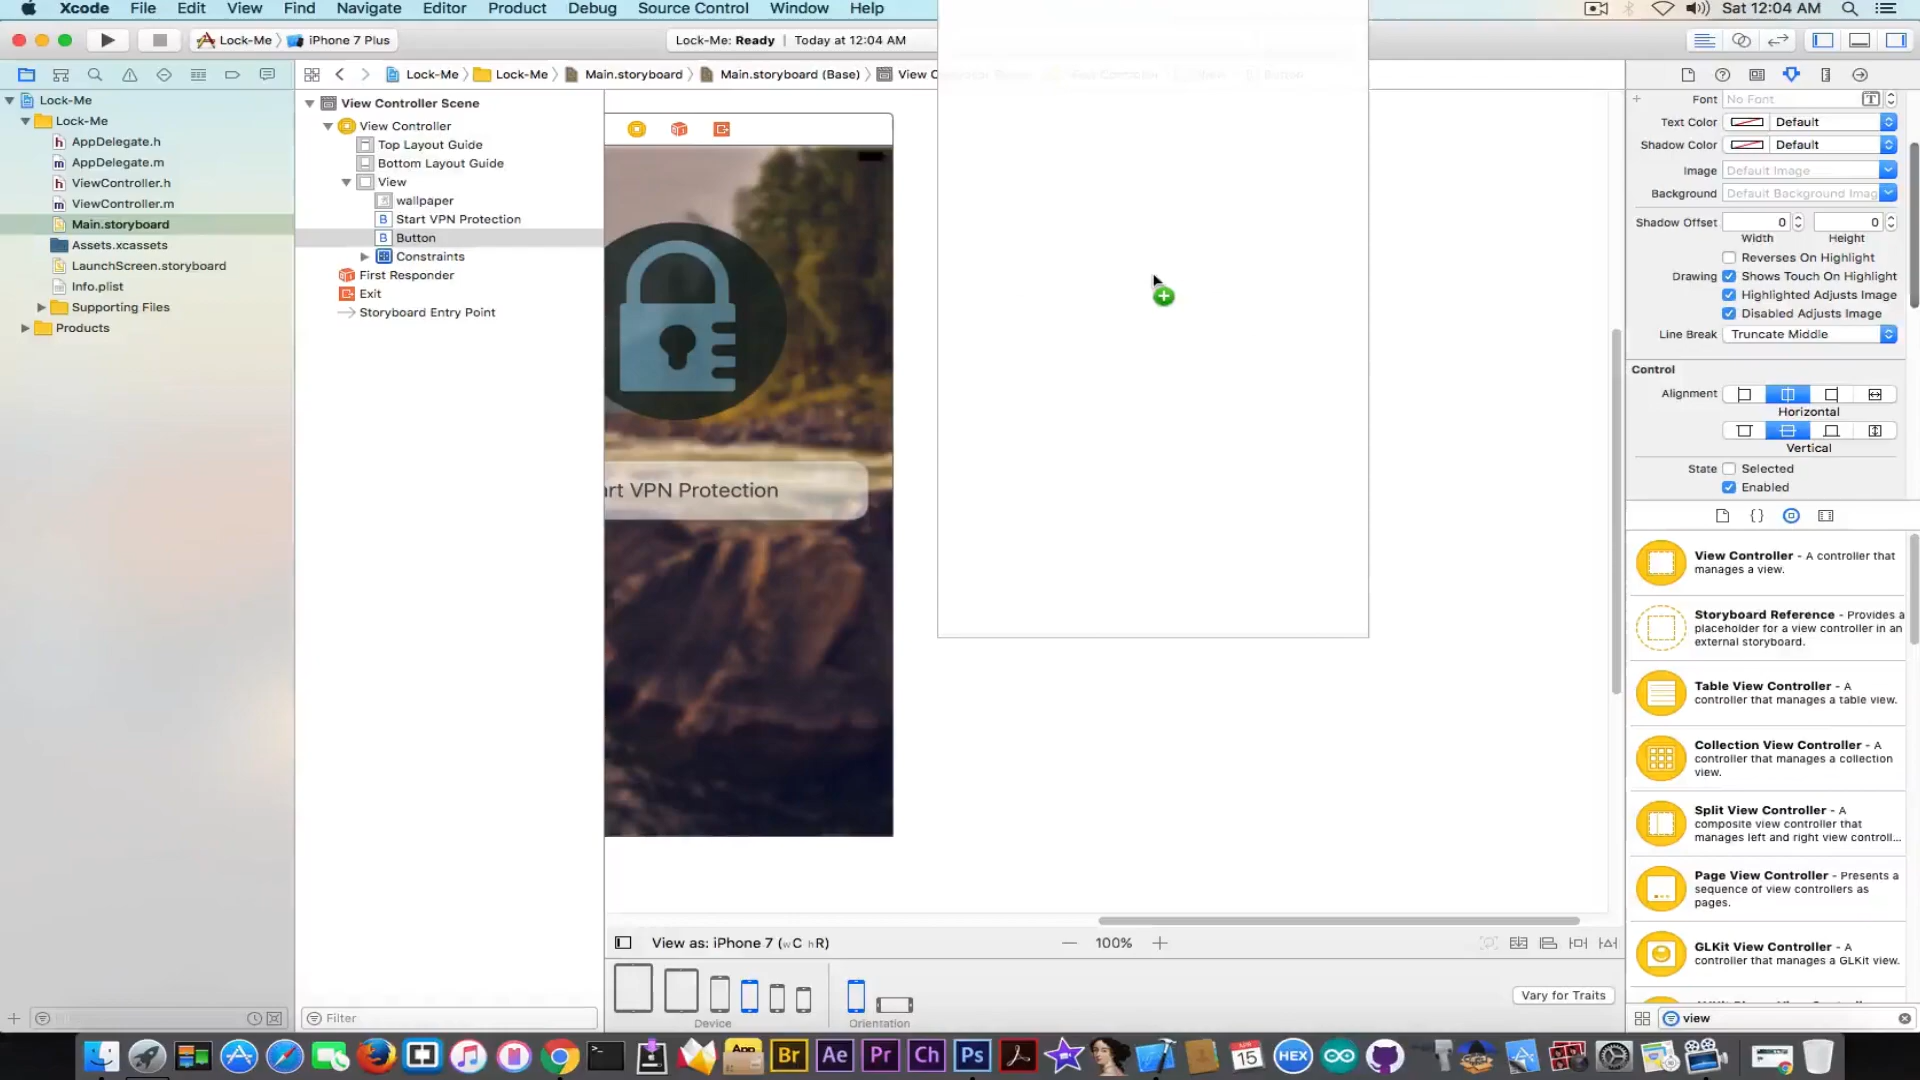 Xcode File Edit View Find Navigate Editor Product Debug Source Control Window Help Sat 12:04 AM
Lock-Me iPhone 7 Plus Lock-Me: Ready Today at 12:04 AM
Lock-Me Lock-Me Main.storyboard Main.storyboard (Base) View
Lock-Me
Lock-Me
AppDelegate.h
AppDelegate.m
ViewController.h
ViewController.m
Main.storyboard
Assets.xcassets
LaunchScreen.storyboard
Info.plist
Supporting Files
Products
View Controller Scene
View Controller
Top Layout Guide
Bottom Layout Guide
View
wallpaper
Start VPN Protection
Button
Constraints
First Responder
Exit
Storyboard Entry Point
Filter
rt VPN Protection
View as: iPhone 7 (wC hR) 100%
Device
Orientation
Vary for Traits
Font No Font
Text Color Default
Shadow Color Default
Image Default Image
Background Default Background Imag
Shadow Offset 0 0
Width Height
Reverses On Highlight
Drawing Shows Touch On Highlight
Highlighted Adjusts Image
Disabled Adjusts Image
Line Break Truncate Middle
Control
Alignment
Horizontal
Vertical
State Selected
Enabled
View Controller - A controller that
manages a view.
Storyboard Reference - Provides a
placeholder for a view controller in an
external storyboard.
Table View Controller - A
controller that manages a table view.
Collection View Controller - A
controller that manages a collection
view.
Split View Controller - A
composite view controller that
manages left and right view controll...
Page View Controller - Presents a
sequence of view controllers as
pages.
GLKit View Controller - A
controller that manages a GLKit view.
view
App Br Ae Pr Ch Ps 15 HEX